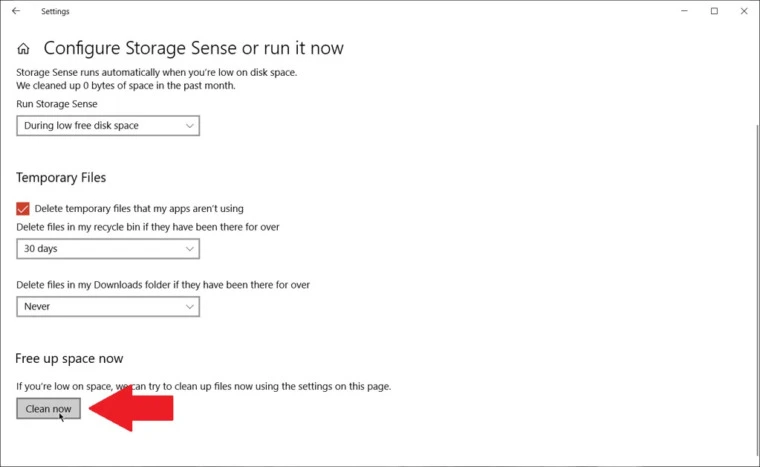 Settings
Configure Storage Sense or run it now
Storage Sense runs automatically when you're low on disk space.
We cleaned up 0 bytes of space in the past month.
Run Storage Sense
During low free disk space
Temporary Files
Delete temporary files that my apps aren't using
Delete files in my recycle bin if they have been there for over
30 days
Delete files in my Downloads folder if they have been there for over
Never
Free up space now
If you're low on space, we can try to clean up files now using the settings on this page.
Clean now